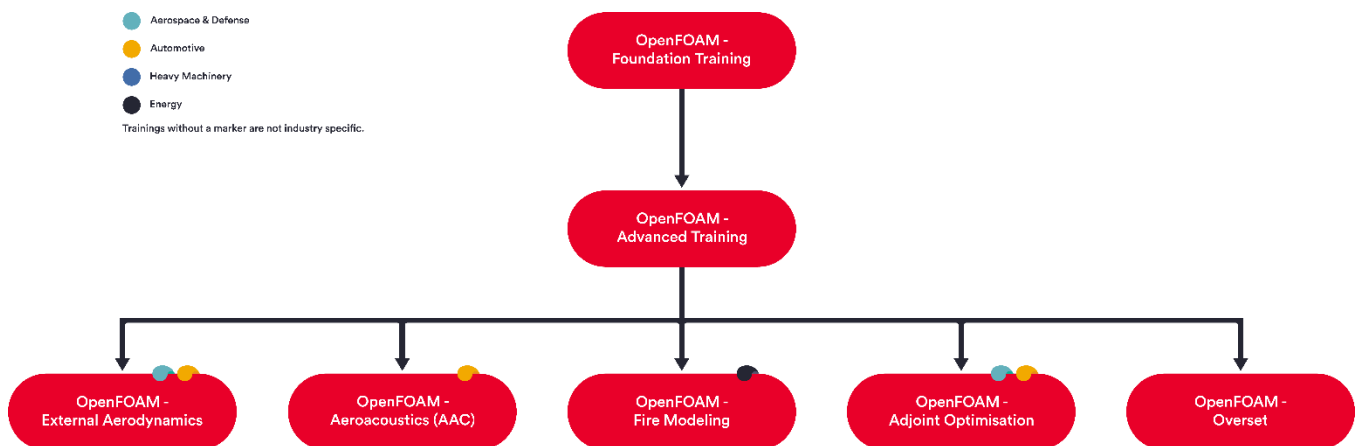 Aerospace & Defense
Automotive
Heavy Machinery
Energy
Trainings without a marker are not industry specific.
OpenFOAM -
Foundation Training
OpenFOAM -
Advanced Training
OpenFOAM -
External Aerodynamics
OpenFOAM -
Aeroacoustics (AAC)
OpenFOAM -
Fire Modeling
OpenFOAM -
Adjoint Optimisation
OpenFOAM -
Overset